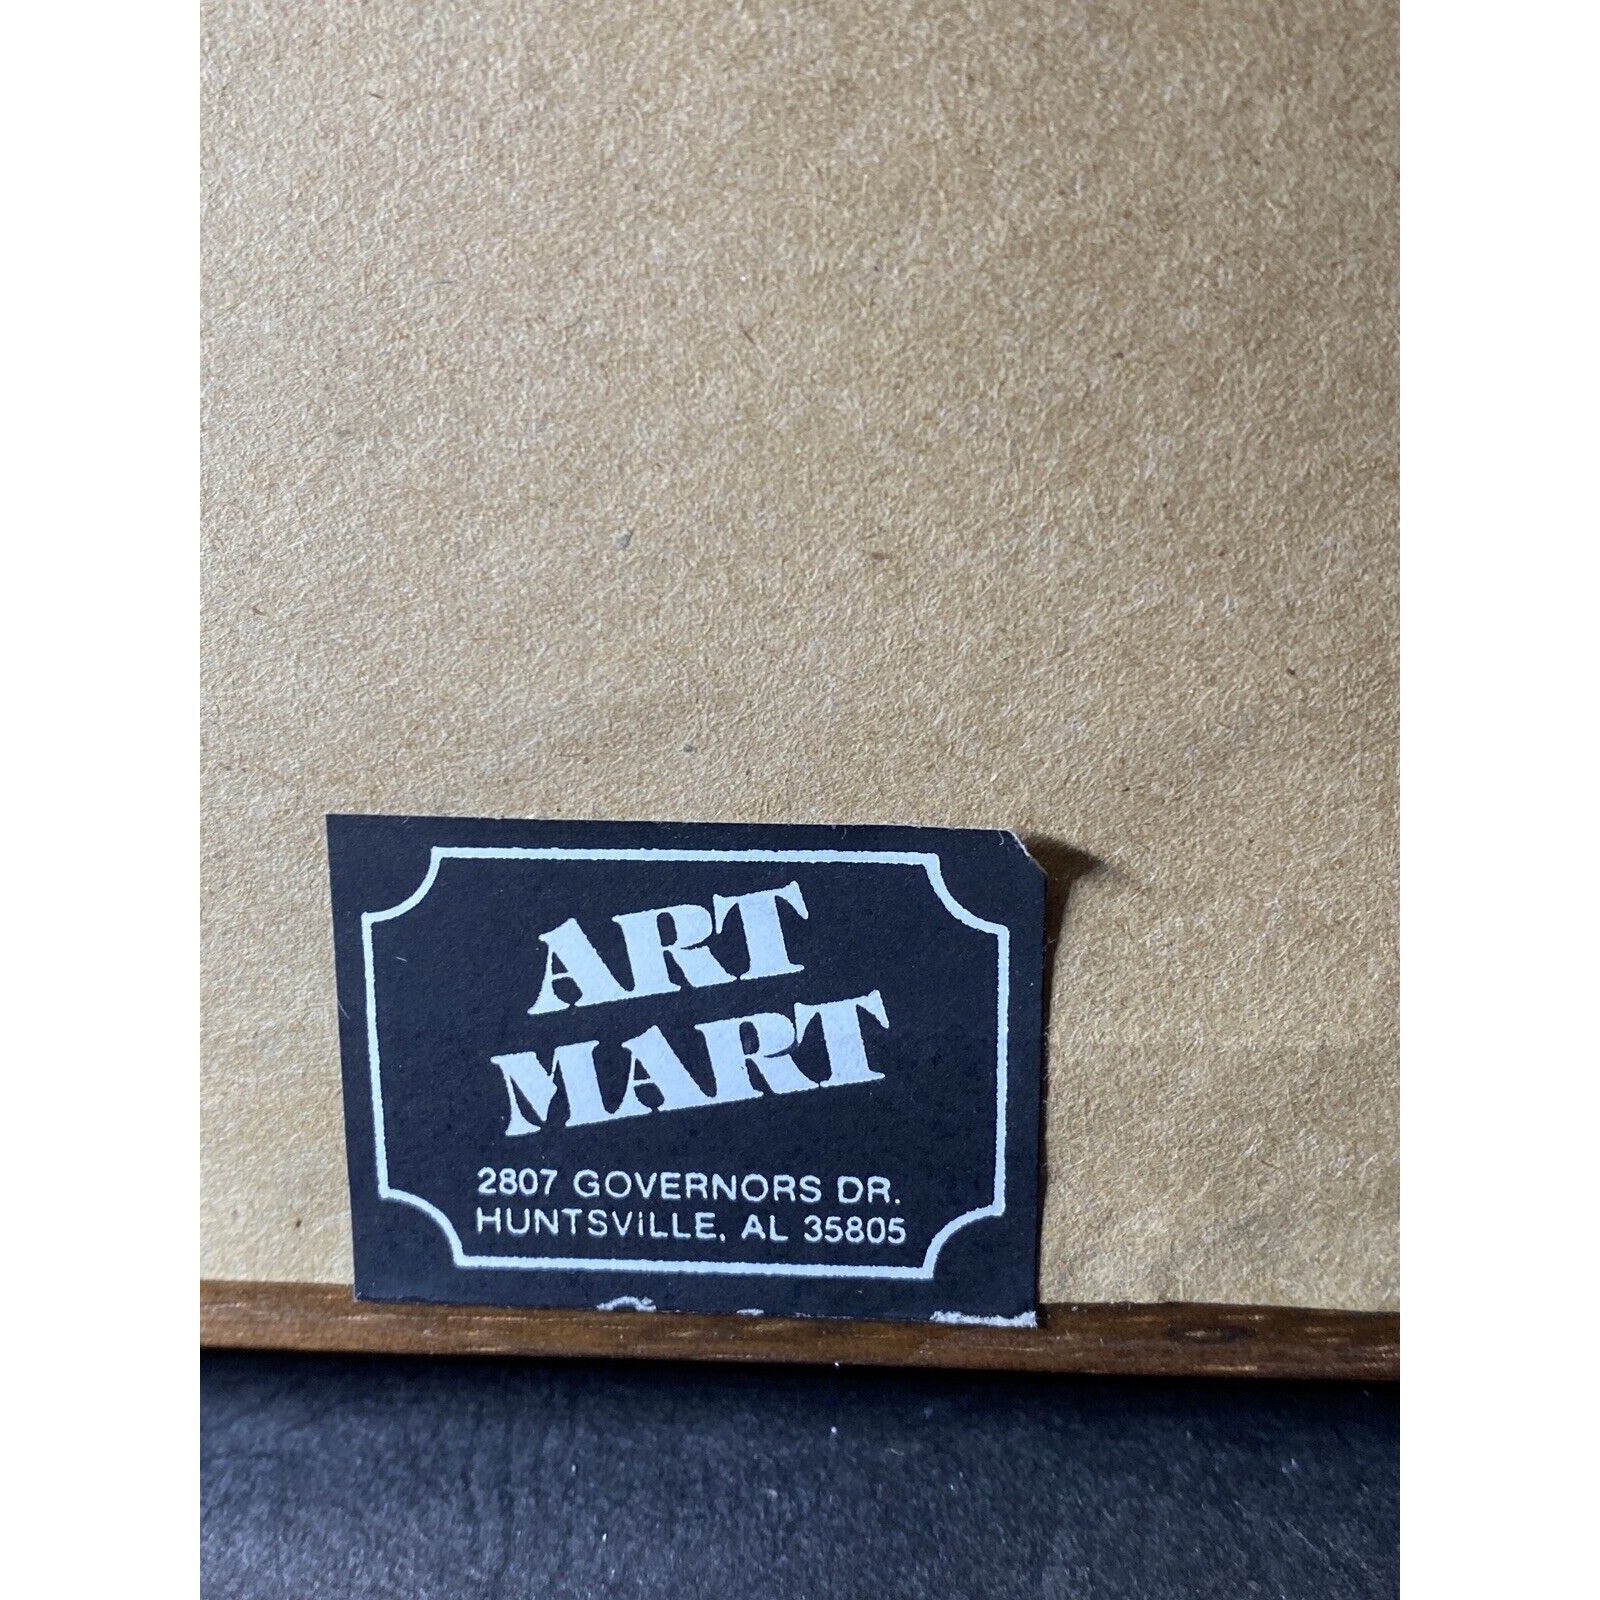 ART
MART
2807 GOVERNORS DR.
HUNTSVILLE, AL 35805